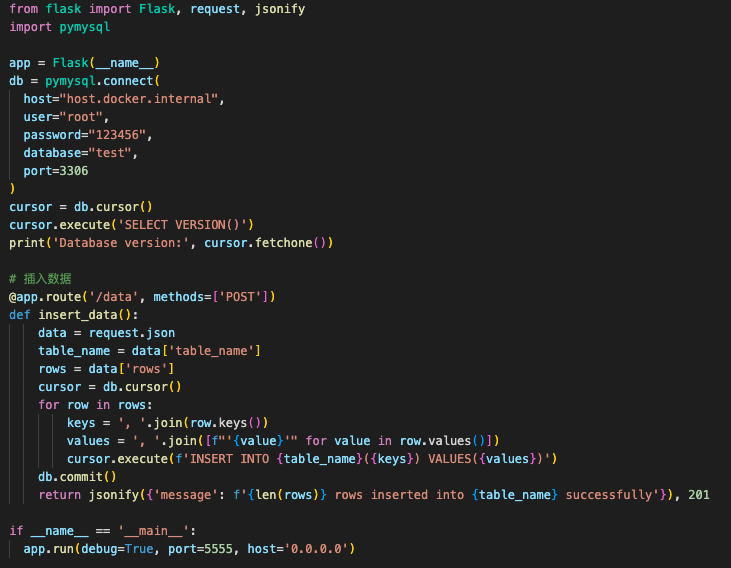 from flask import Flask, request, jsonify
import pymysql

app = Flask(__name__)
db = pymysql.connect(
  host="host.docker.internal",
  user="root",
  password="123456",
  database="test",
  port=3306
)
cursor = db.cursor()
cursor.execute('SELECT VERSION()')
print('Database version:', cursor.fetchone())

# 插入数据
@app.route('/data', methods=['POST'])
def insert_data():
    data = request.json
    table_name = data['table_name']
    rows = data['rows']
    cursor = db.cursor()
    for row in rows:
        keys = ', '.join(row.keys())
        values = ', '.join([f"'{value}'" for value in row.values()])
        cursor.execute(f'INSERT INTO {table_name}({keys}) VALUES({values})')
    db.commit()
    return jsonify({'message': f'{len(rows)} rows inserted into {table_name} successfully'}), 201

if __name__ == '__main__':
  app.run(debug=True, port=5555, host='0.0.0.0')